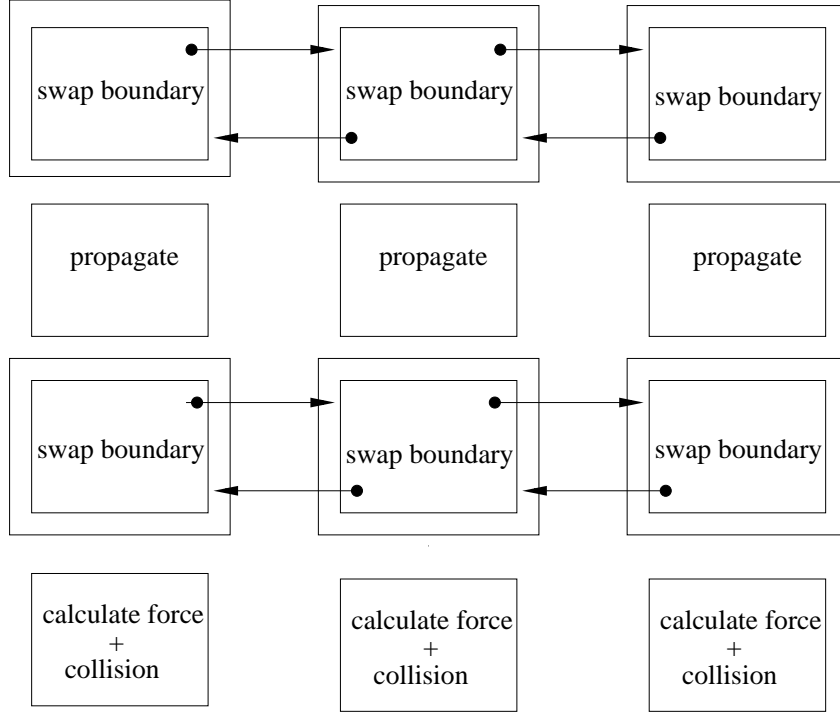 swap boundary
swap boundary
swap boundary
propagate
propagate
propagate
swap boundary
swap boundary
swap boundary
calculate force
+
collision
calculate force
+
collision
calculate force
+
collision